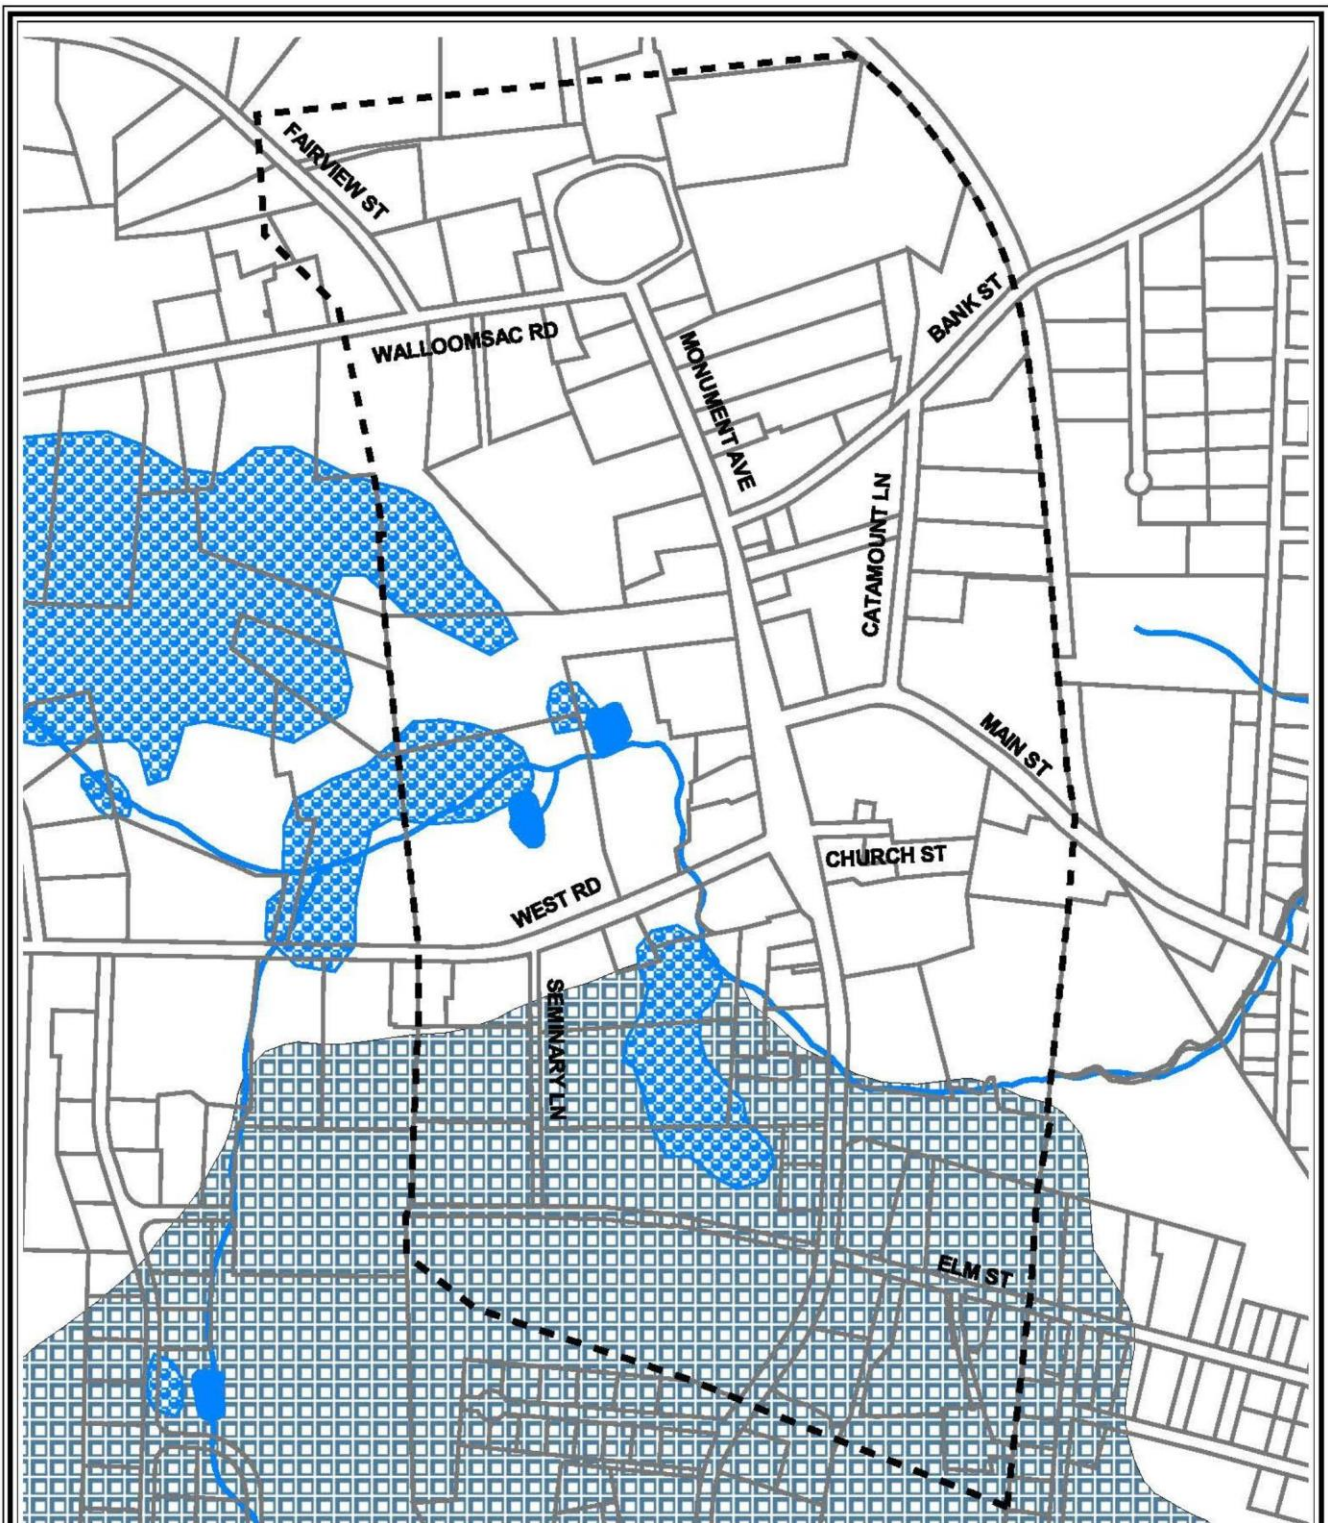 FAIRVIEW ST
WALLOOMSAC RD
MONUMENT AVE
BANK ST
CATAMOUNT LN
MAIN ST
CHURCH ST
WEST RD
SEMINARY LN
ELM ST